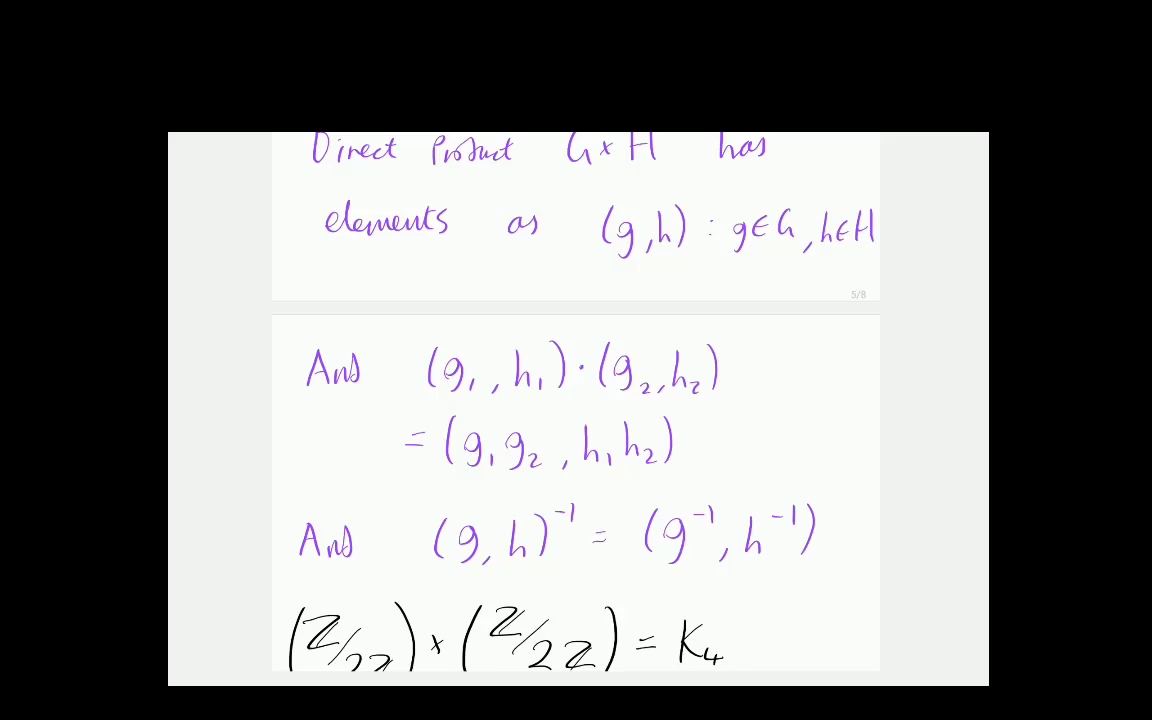 Direct Product G × H has
elements as (g,h) : g∈G, h∈H
5/8
And (g₁, h₁)·(g₂, h₂)
= (g₁g₂, h₁h₂)
And (g, h)⁻¹ = (g⁻¹, h⁻¹)
(Z/2Z) × (Z/2Z) = K₄